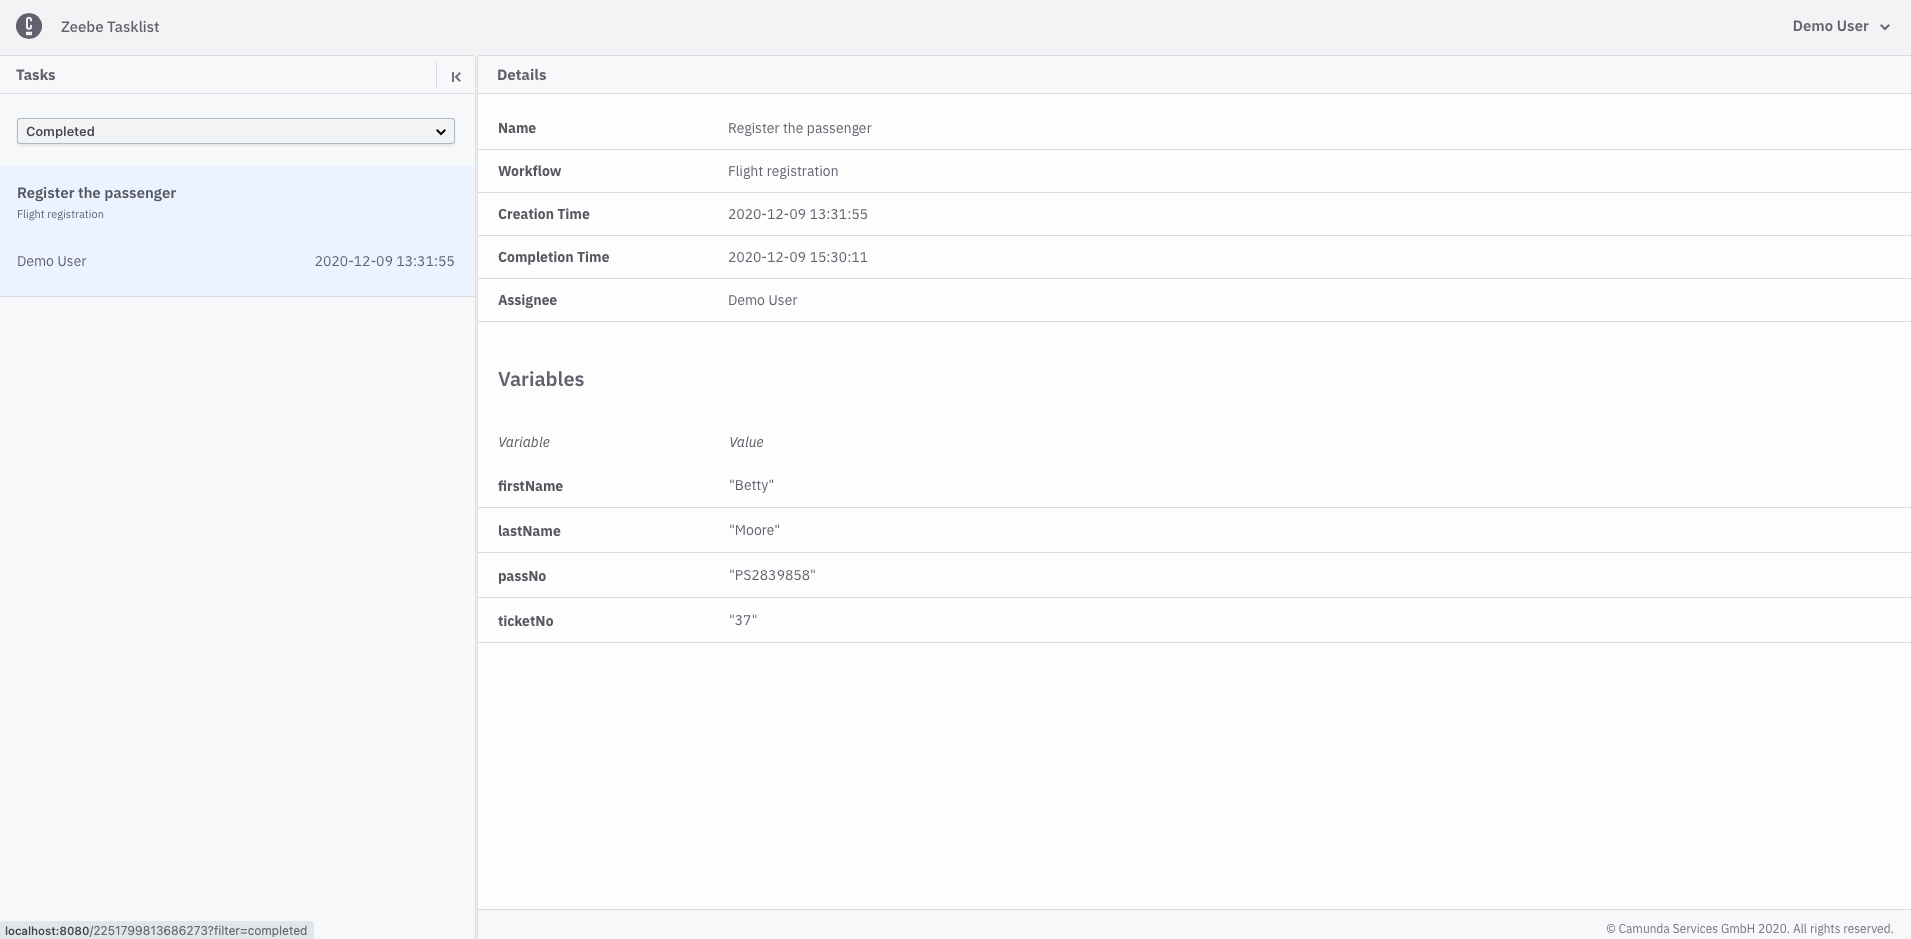 Zeebe Tasklist
Demo User
Tasks
Details
Completed
Register the passenger
Flight registration
Demo User 2020-12-09 13:31:55
Name Register the passenger
Workflow Flight registration
Creation Time 2020-12-09 13:31:55
Completion Time 2020-12-09 15:30:11
Assignee Demo User
Variables
Variable Value
firstName "Betty"
lastName "Moore"
passNo "PS2839858"
ticketNo "37"
localhost:8080/2251799813686273?filter=completed
© Camunda Services GmbH 2020. All rights reserved.